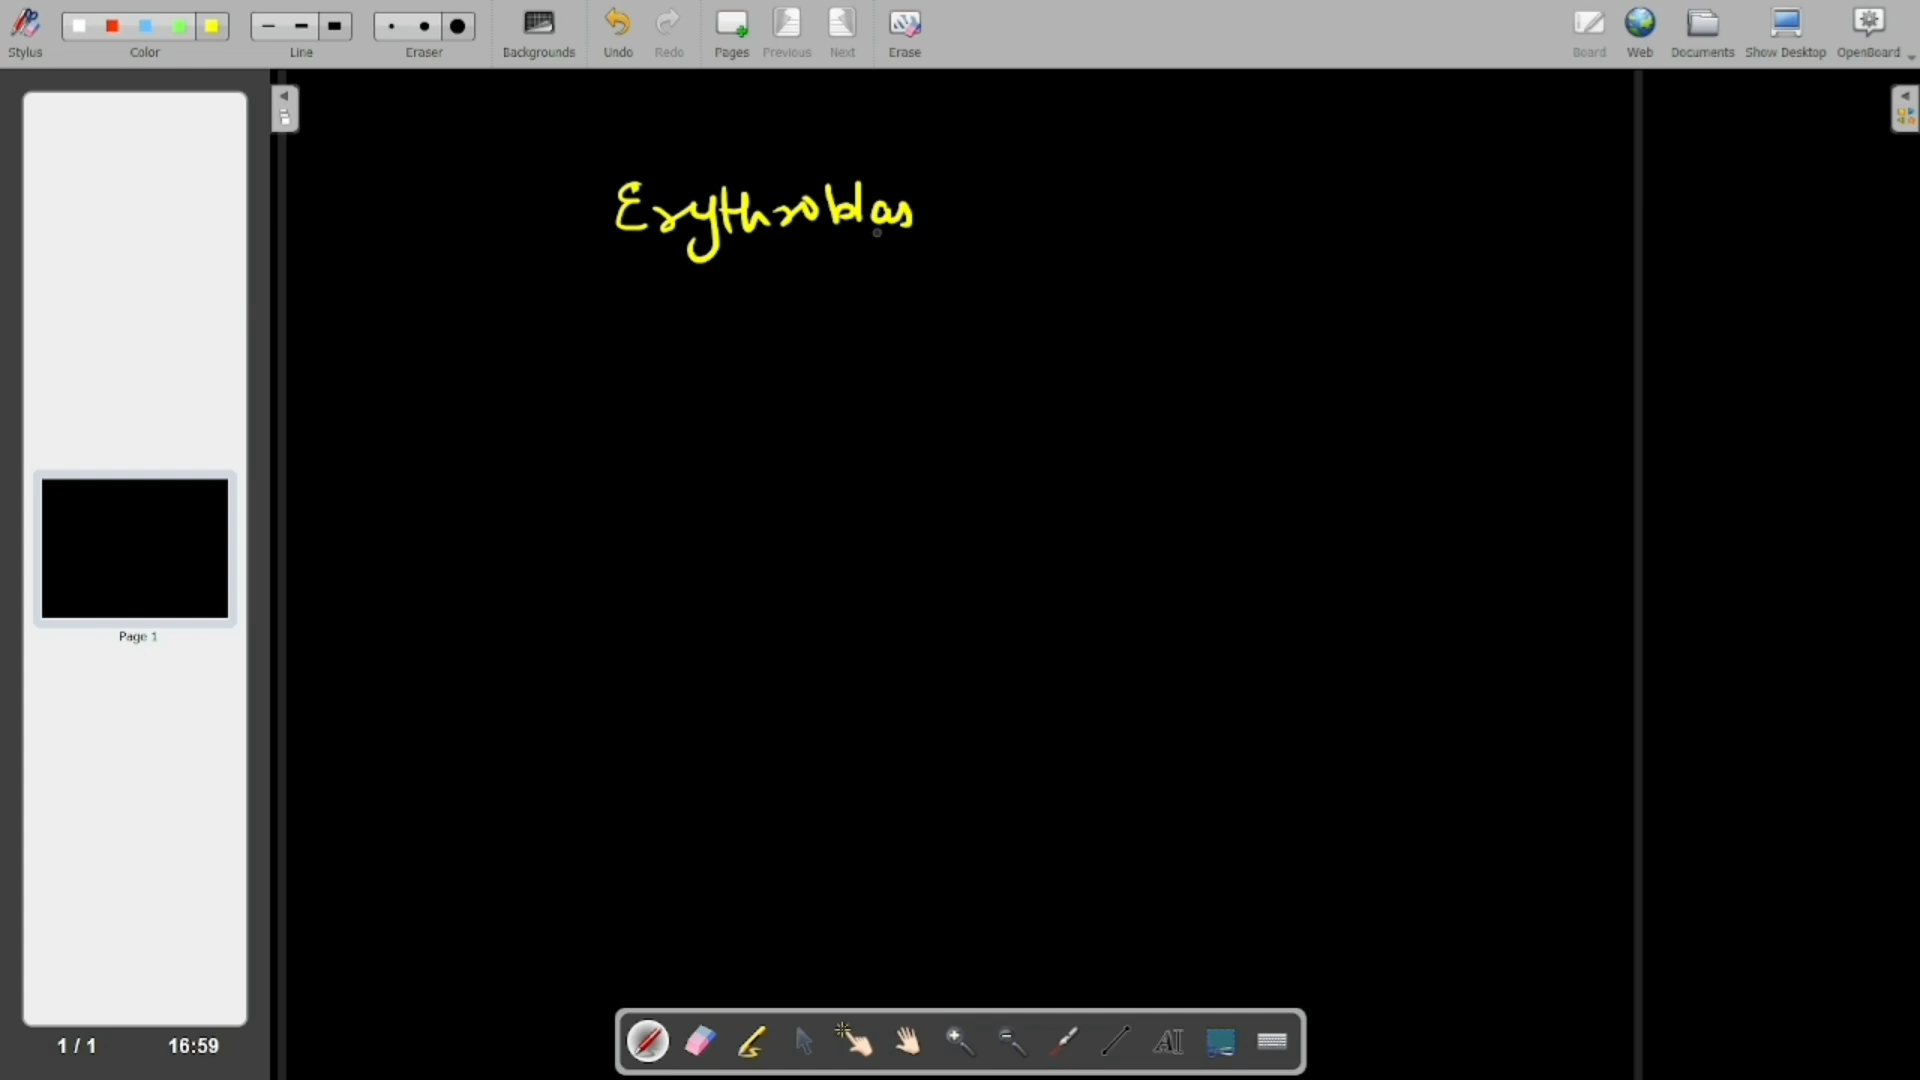 Stylus Color Line Eraser Backgrounds Undo Redo Pages Previous Next Erase Board Web Documents Show Desktop OpenBoard
Erythroblas
Page 1
1 / 1 16:59